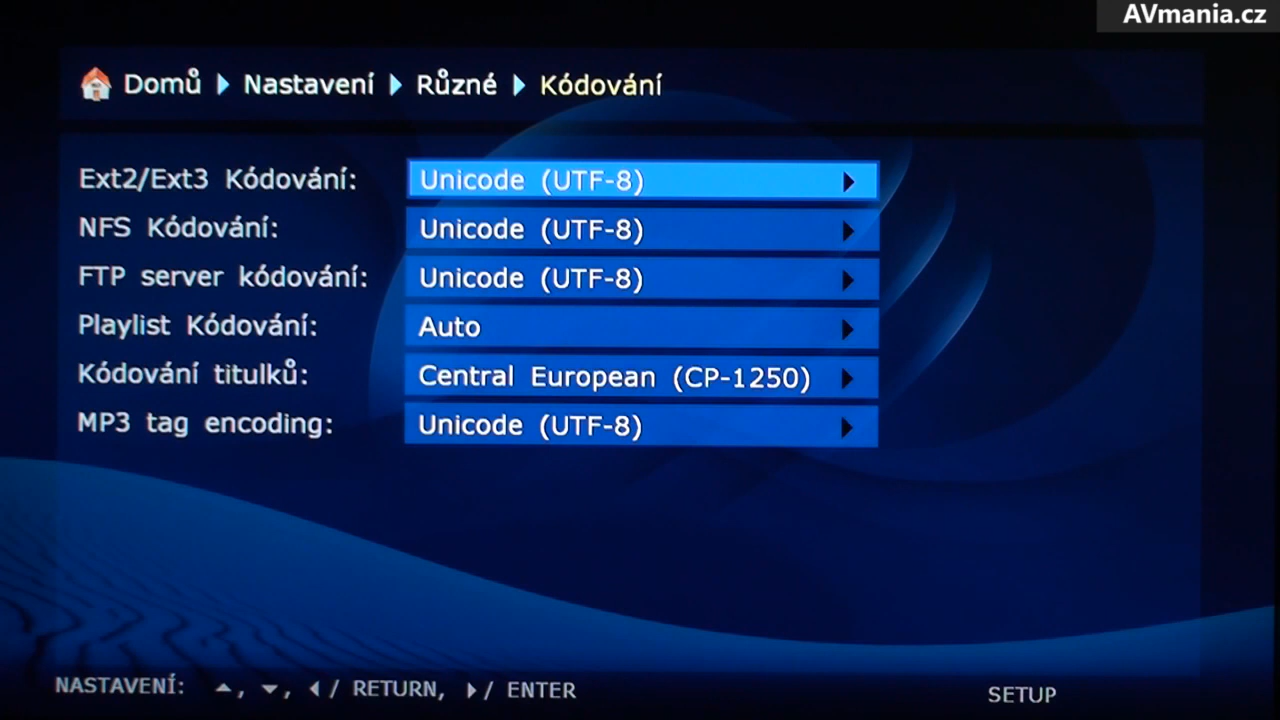 AVmania.cz
Domů Nastavení Různé Kódování
Ext2/Ext3 Kódování: Unicode (UTF-8)
NFS Kódování: Unicode (UTF-8)
FTP server kódování: Unicode (UTF-8)
Playlist Kódování: Auto
Kódování titulků: Central European (CP-1250)
MP3 tag encoding: Unicode (UTF-8)
NASTAVENÍ: ▲, ▼, ◀ / RETURN, ▶ / ENTER SETUP